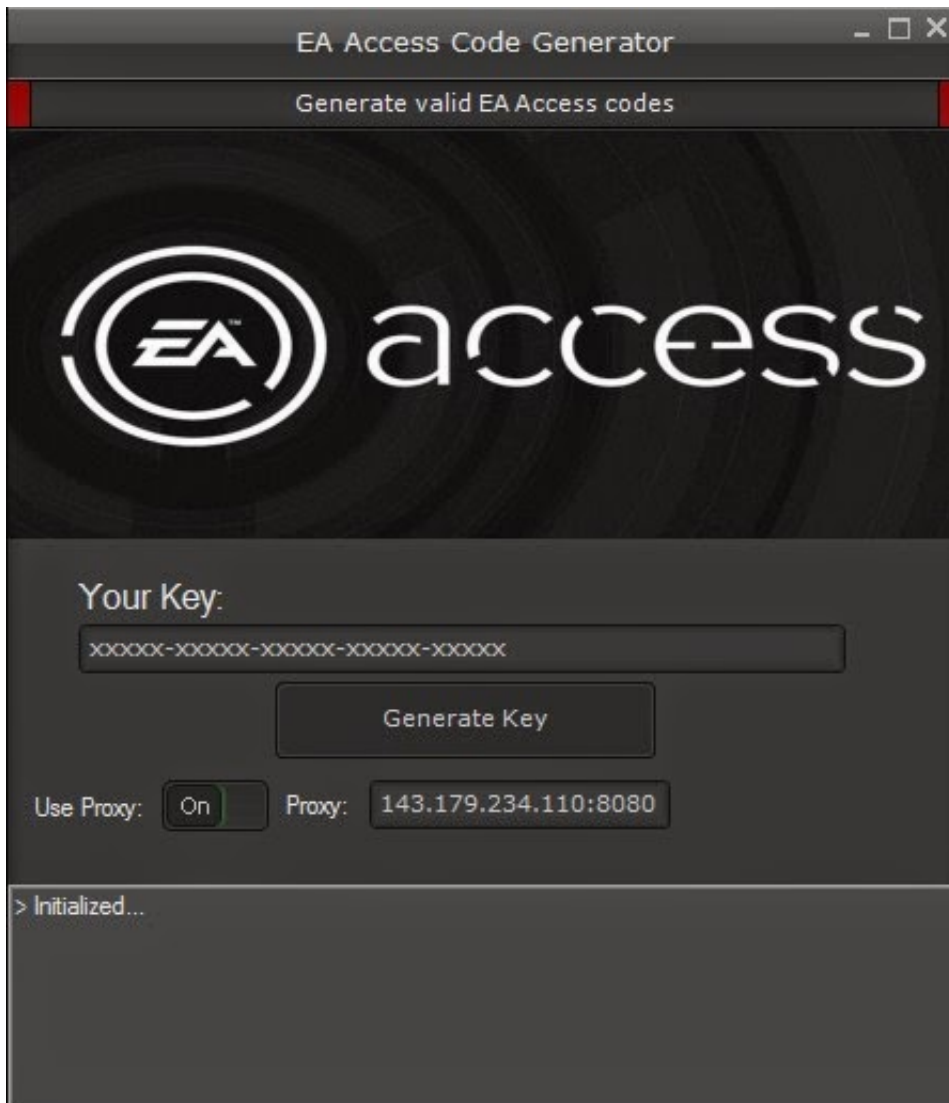 EA Access Code Generator
Generate valid EA Access codes
EA™ access
Your Key:
xxxxx-xxxxx-xxxxx-xxxxx-xxxxx
Generate Key
Use Proxy: On Proxy: 143.179.234.110:8080
> Initialized...